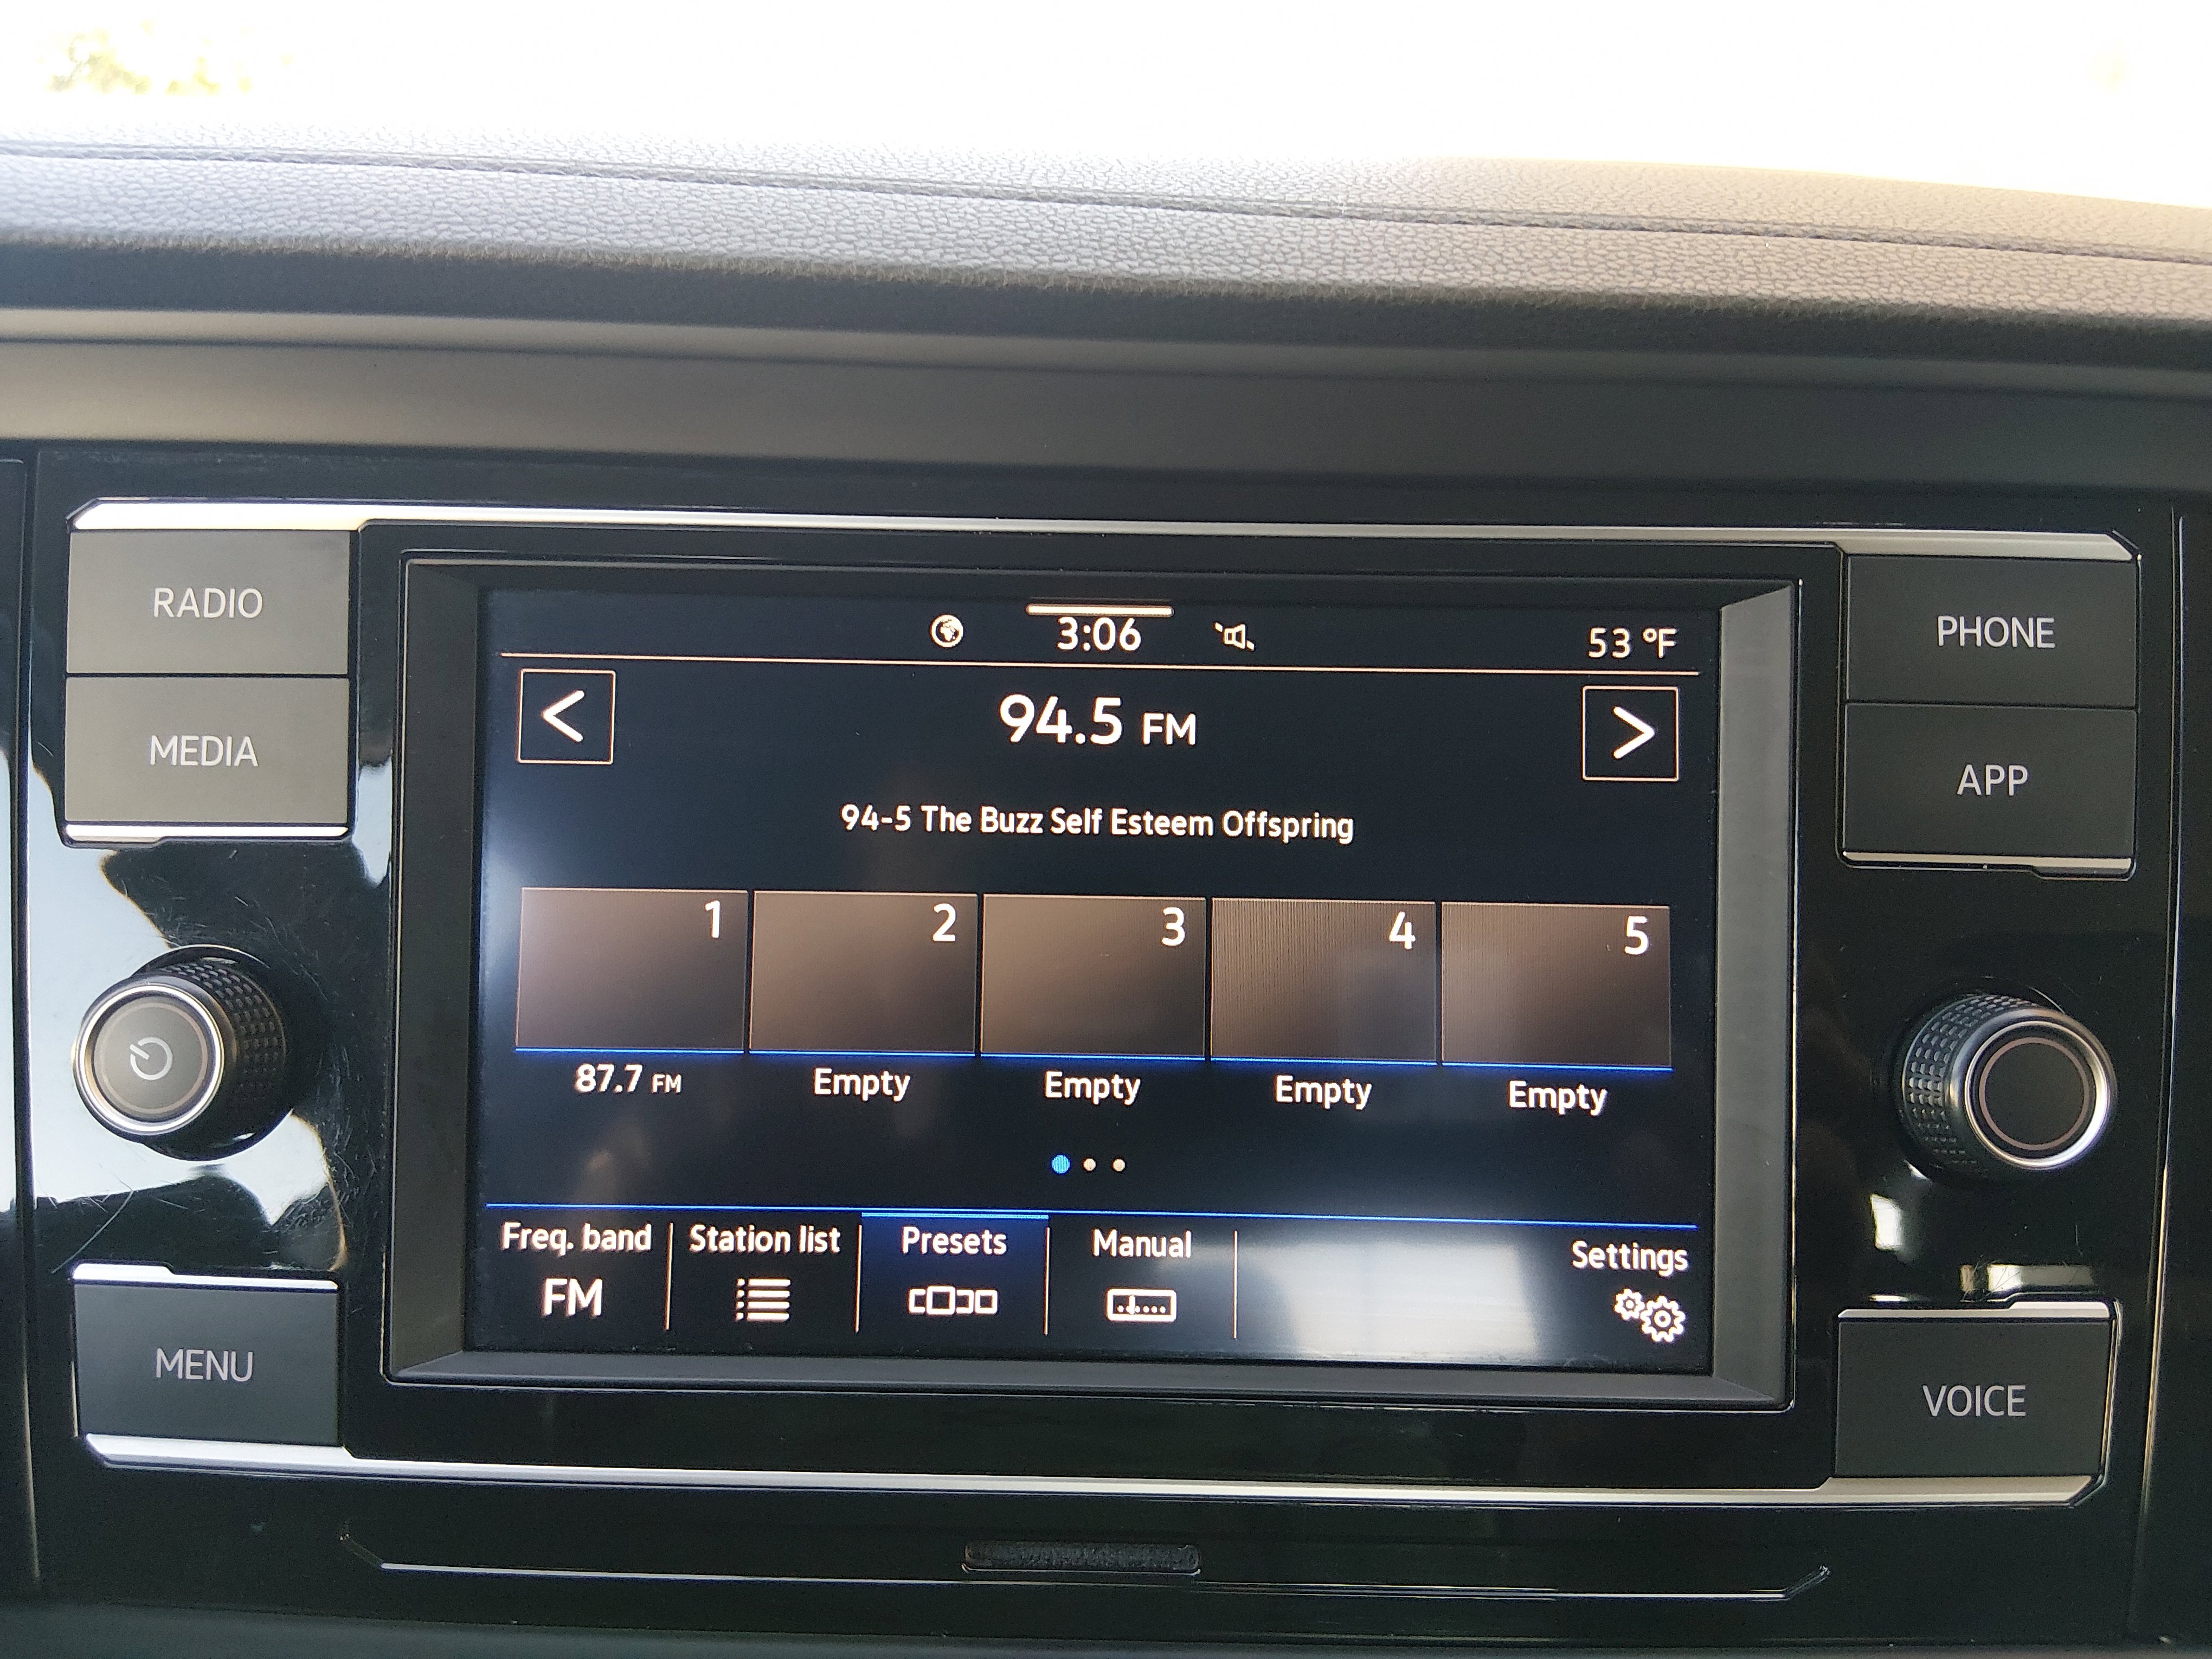 RADIO
MEDIA
MENU
3:06
53 °F
<
94.5 FM
>
94-5 The Buzz Self Esteem Offspring
1 2 3 4 5
87.7 FM Empty Empty Empty Empty
Freq. band Station list Presets Manual Settings
FM
PHONE
APP
VOICE